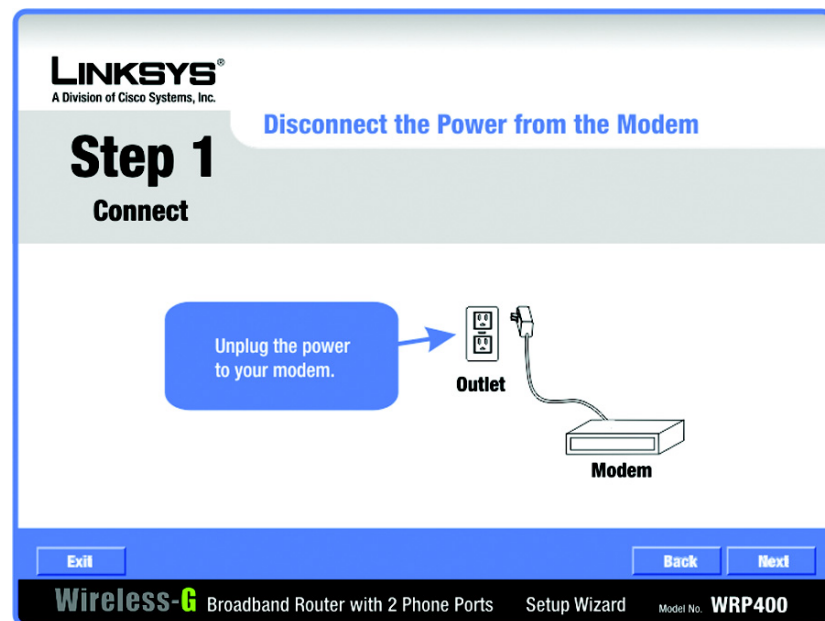 LINKSYS®
A Division of Cisco Systems, Inc.
Disconnect the Power from the Modem
Step 1
Connect
Unplug the power
to your modem.
Outlet
Modem
Exit
Back
Next
Wireless-G Broadband Router with 2 Phone Ports Setup Wizard Model No. WRP400